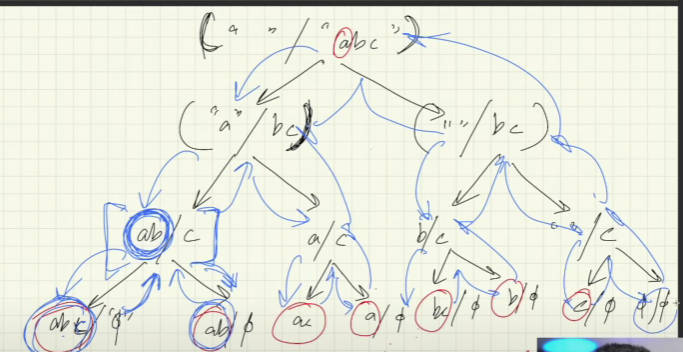 (" " / "abc")
("a" / bc) ("" / bc)
ab / c a/c b/c "" / c
abc / "φ" ab/φ ac a/φ bc/φ b/φ c/φ φ/φ